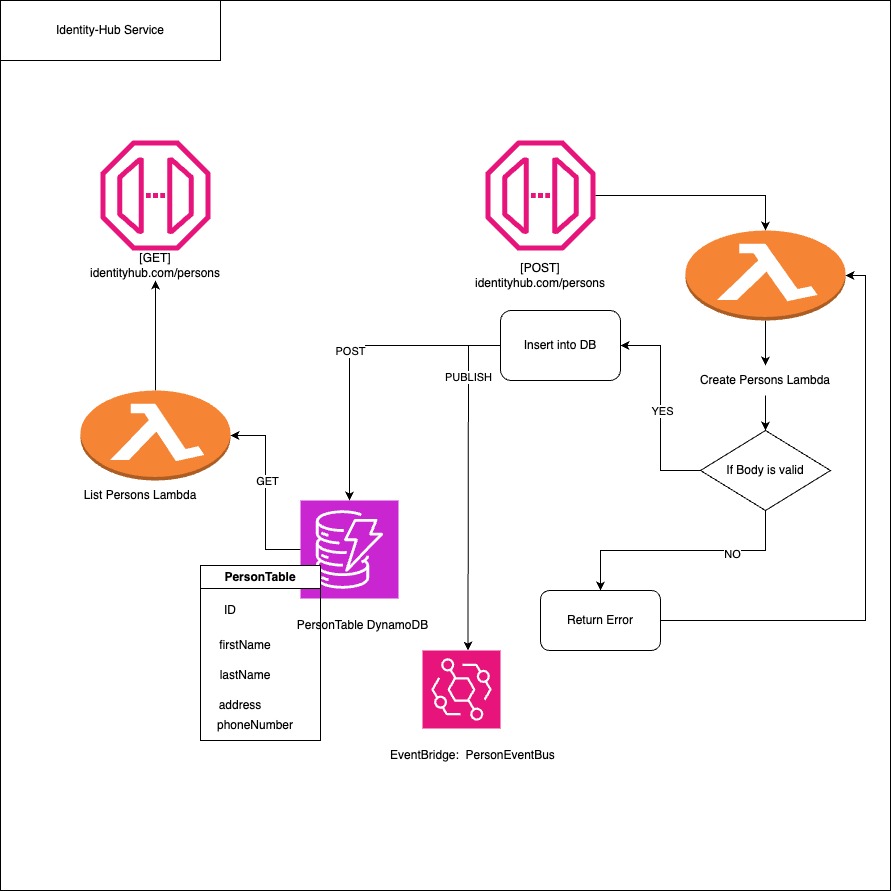 Identity-Hub Service
[GET]
identityhub.com/persons
[POST]
identityhub.com/persons
Insert into DB
POST
PUBLISH
Create Persons Lambda
YES
If Body is valid
NO
Return Error
List Persons Lambda
GET
PersonTable
ID
firstName
lastName
address
phoneNumber
PersonTable DynamoDB
EventBridge:  PersonEventBus